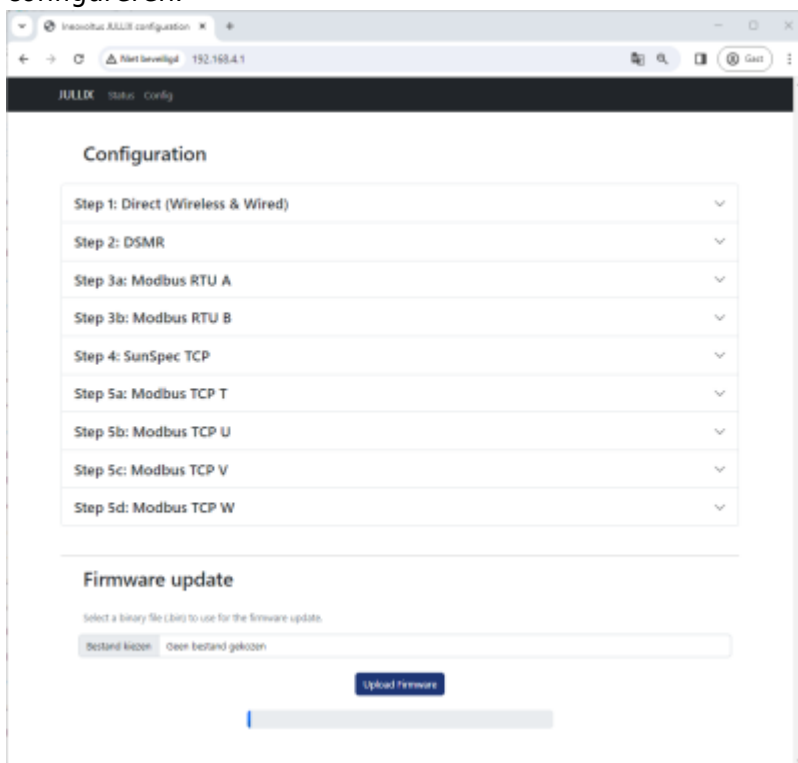 configureren.
Ineovoltus JULLIX configuration
Niet beveiligd 192.168.4.1 Gast
JULLIX Status Config
Configuration
Step 1: Direct (Wireless & Wired)
Step 2: DSMR
Step 3a: Modbus RTU A
Step 3b: Modbus RTU B
Step 4: SunSpec TCP
Step 5a: Modbus TCP T
Step 5b: Modbus TCP U
Step 5c: Modbus TCP V
Step 5d: Modbus TCP W
Firmware update
Select a binary file (.bin) to use for the firmware update.
Bestand kiezen Geen bestand gekozen
Upload Firmware